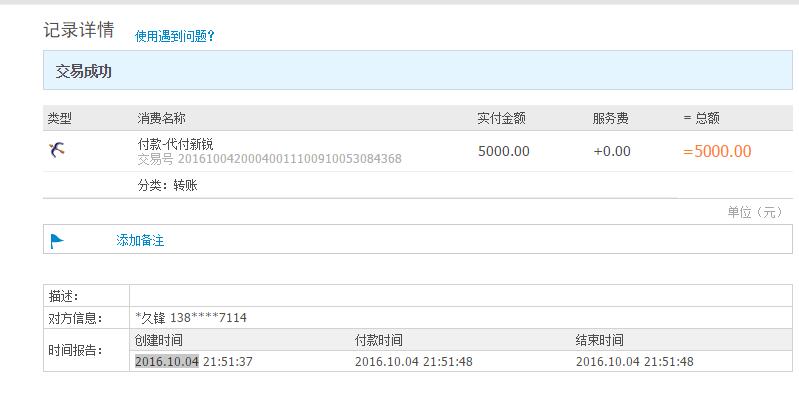 记录详情 使用遇到问题？
交易成功
类型 消费名称 实付金额 服务费 = 总额
付款-代付新锐 5000.00 +0.00 =5000.00
交易号 20161004200040011100910053084368
分类：转账
单位（元）
添加备注
描述：
对方信息： *欠锋 138****7114
时间报告： 创建时间 付款时间 结束时间
2016.10.04 21:51:37 2016.10.04 21:51:48 2016.10.04 21:51:48